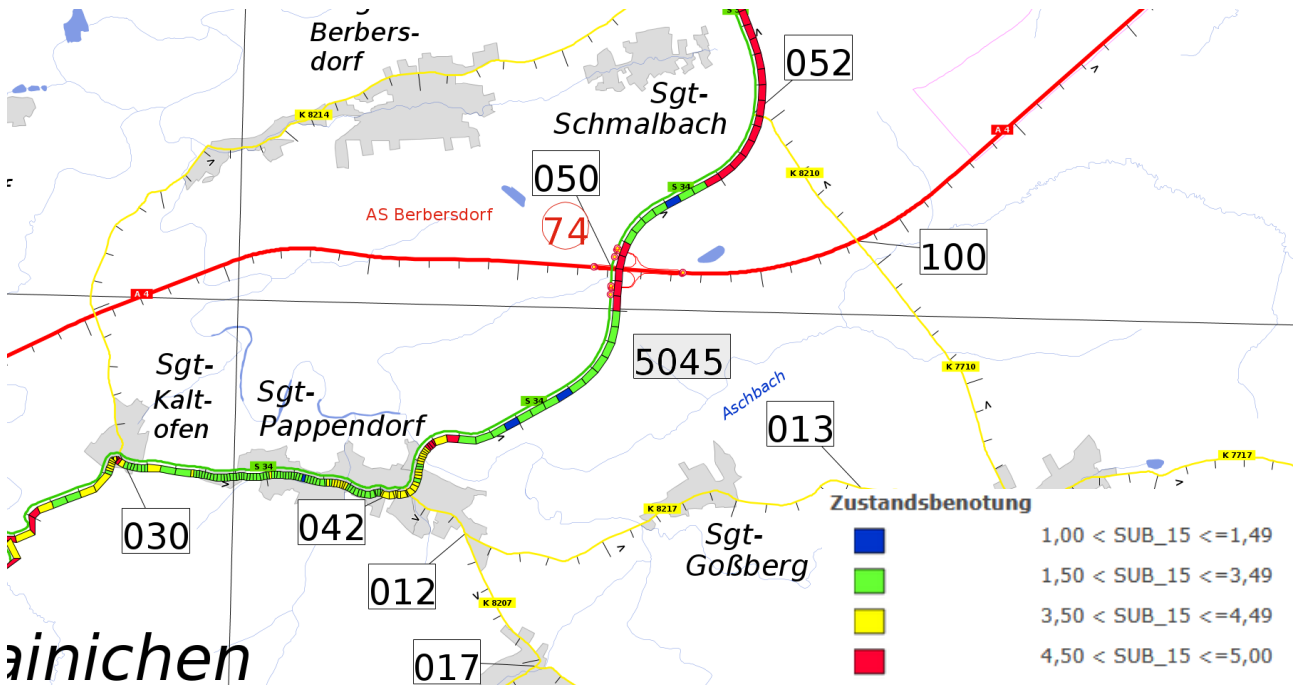 Berbers-
dorf
S 34
052
K 8214
Sgt-
Schmalbach
A 4
050
S 34
K 8210
AS Berbersdorf
74
100
A 4
5045
Sgt-
Kalt-
ofen
Sgt-
Pappendorf
K 7710
S 34
Aschbach
013
S 34
K 7717
030
042
K 8217
Sgt-
Goßberg
012
K 8207
017
ainichen
Zustandsbenotung
1,00 < SUB_15 <=1,49
1,50 < SUB_15 <=3,49
3,50 < SUB_15 <=4,49
4,50 < SUB_15 <=5,00